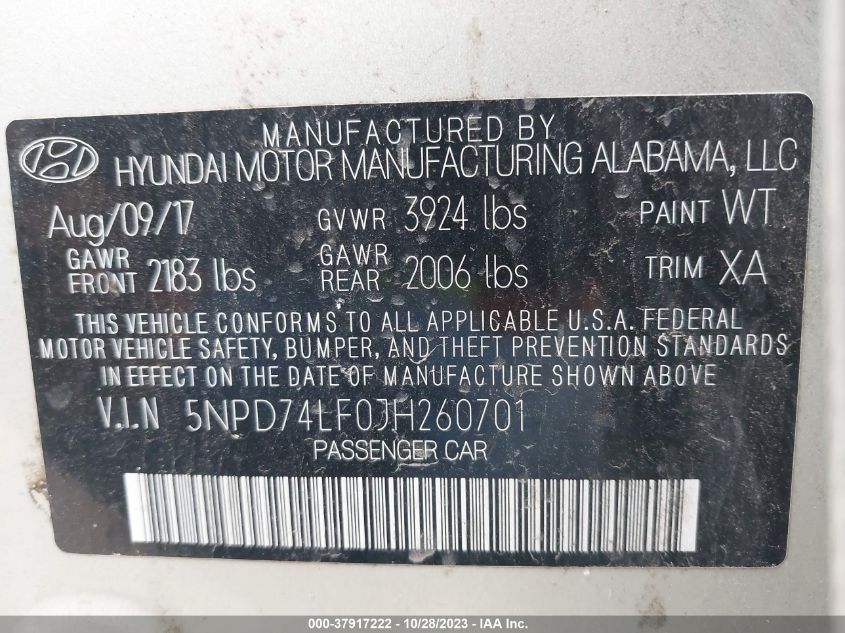 MANUFACTURED BY
HYUNDAI MOTOR MANUFACTURING ALABAMA, LLC
Aug/09/17 GVWR 3924 lbs PAINT WT
GAWR FRONT 2183 lbs GAWR REAR 2006 lbs TRIM XA
THIS VEHICLE CONFORMS TO ALL APPLICABLE U.S.A. FEDERAL
MOTOR VEHICLE SAFETY, BUMPER, AND THEFT PREVENTION STANDARDS
IN EFFECT ON THE DATE OF MANUFACTURE SHOWN ABOVE
V.I.N 5NPD74LF0JH260701
PASSENGER CAR
000-37917222 - 10/28/2023 - IAA Inc.